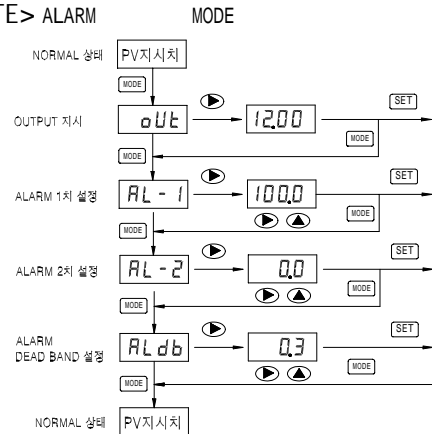 TE> ALARM MODE
NORMAL 상태 PV지시치
MODE
OUTPUT 지시 oUt 12.00 SET
MODE
MODE
ALARM 1치 설정 AL-1 100.0 SET
MODE
MODE
ALARM 2치 설정 AL-2 0.0 SET
MODE
MODE
ALARM
DEAD BAND 설정 ALdb 0.3 SET
MODE
MODE
NORMAL 상태 PV지시치